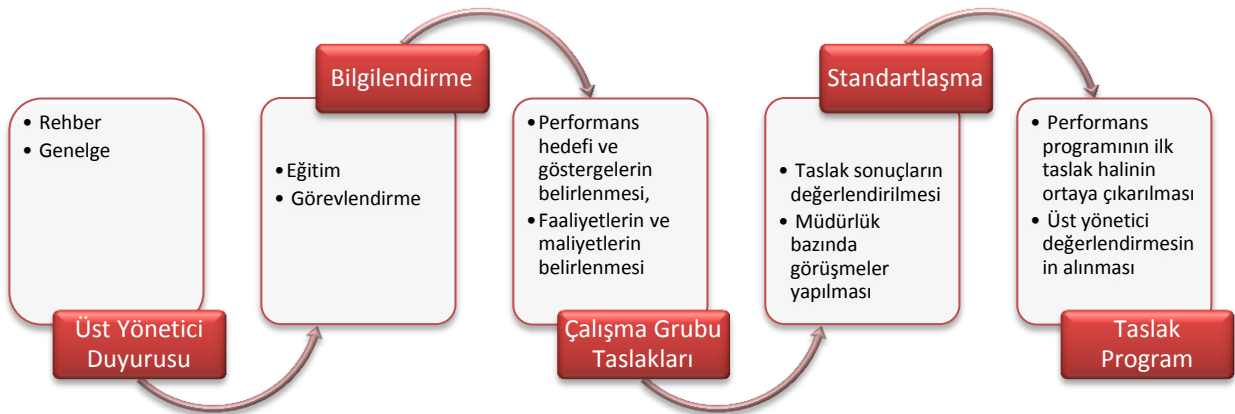 • Rehber
• Genelge
Üst Yönetici
Duyurusu
Bilgilendirme
• Eğitim
• Görevlendirme
• Performans
hedefi ve
göstergelerin
belirlenmesi,
• Faaliyetlerin ve
maliyetlerin
belirlenmesi
Çalışma Grubu
Taslakları
Standartlaşma
• Taslak sonuçların
değerlendirilmesi
• Müdürlük
bazında
görüşmeler
yapılması
• Performans
programının ilk
taslak halinin
ortaya çıkarılması
• Üst yönetici
değerlendirmesin
in alınması
Taslak
Program